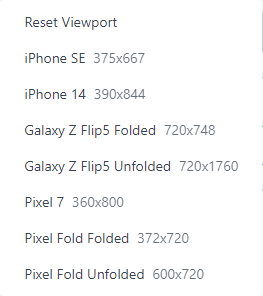 Reset Viewport
iPhone SE 375x667
iPhone 14 390x844
Galaxy Z Flip5 Folded 720x748
Galaxy Z Flip5 Unfolded 720x1760
Pixel 7 360x800
Pixel Fold Folded 372x720
Pixel Fold Unfolded 600x720